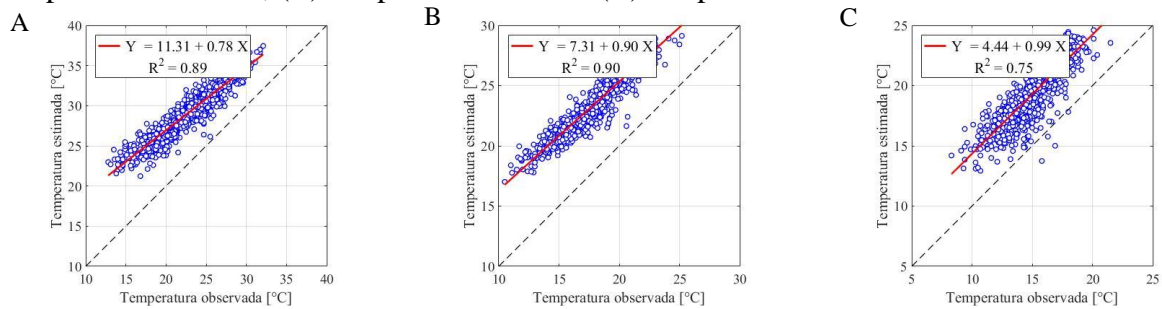 A
Y = 11.31 + 0.78 X
R² = 0.89
Temperatura estimada [°C]
40
35
30
25
20
15
10
10 15 20 25 30 35 40
Temperatura observada [°C]
B
Y = 7.31 + 0.90 X
R² = 0.90
Temperatura estimada [°C]
30
25
20
15
10
10 15 20 25 30
Temperatura observada [°C]
C
Y = 4.44 + 0.99 X
R² = 0.75
Temperatura estimada [°C]
25
20
15
10
5
5 10 15 20 25
Temperatura observada [°C]